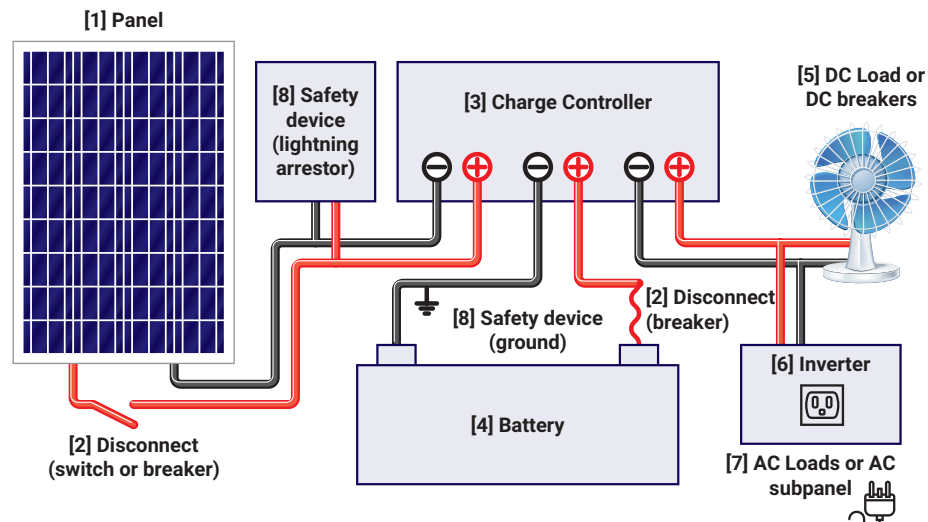 [1] Panel
[8] Safety
device
(lightning
arrestor)
[3] Charge Controller
[5] DC Load or
DC breakers
[2] Disconnect
(breaker)
[8] Safety device
(ground)
[6] Inverter
[4] Battery
[2] Disconnect
(switch or breaker)
[7] AC Loads or AC
subpanel